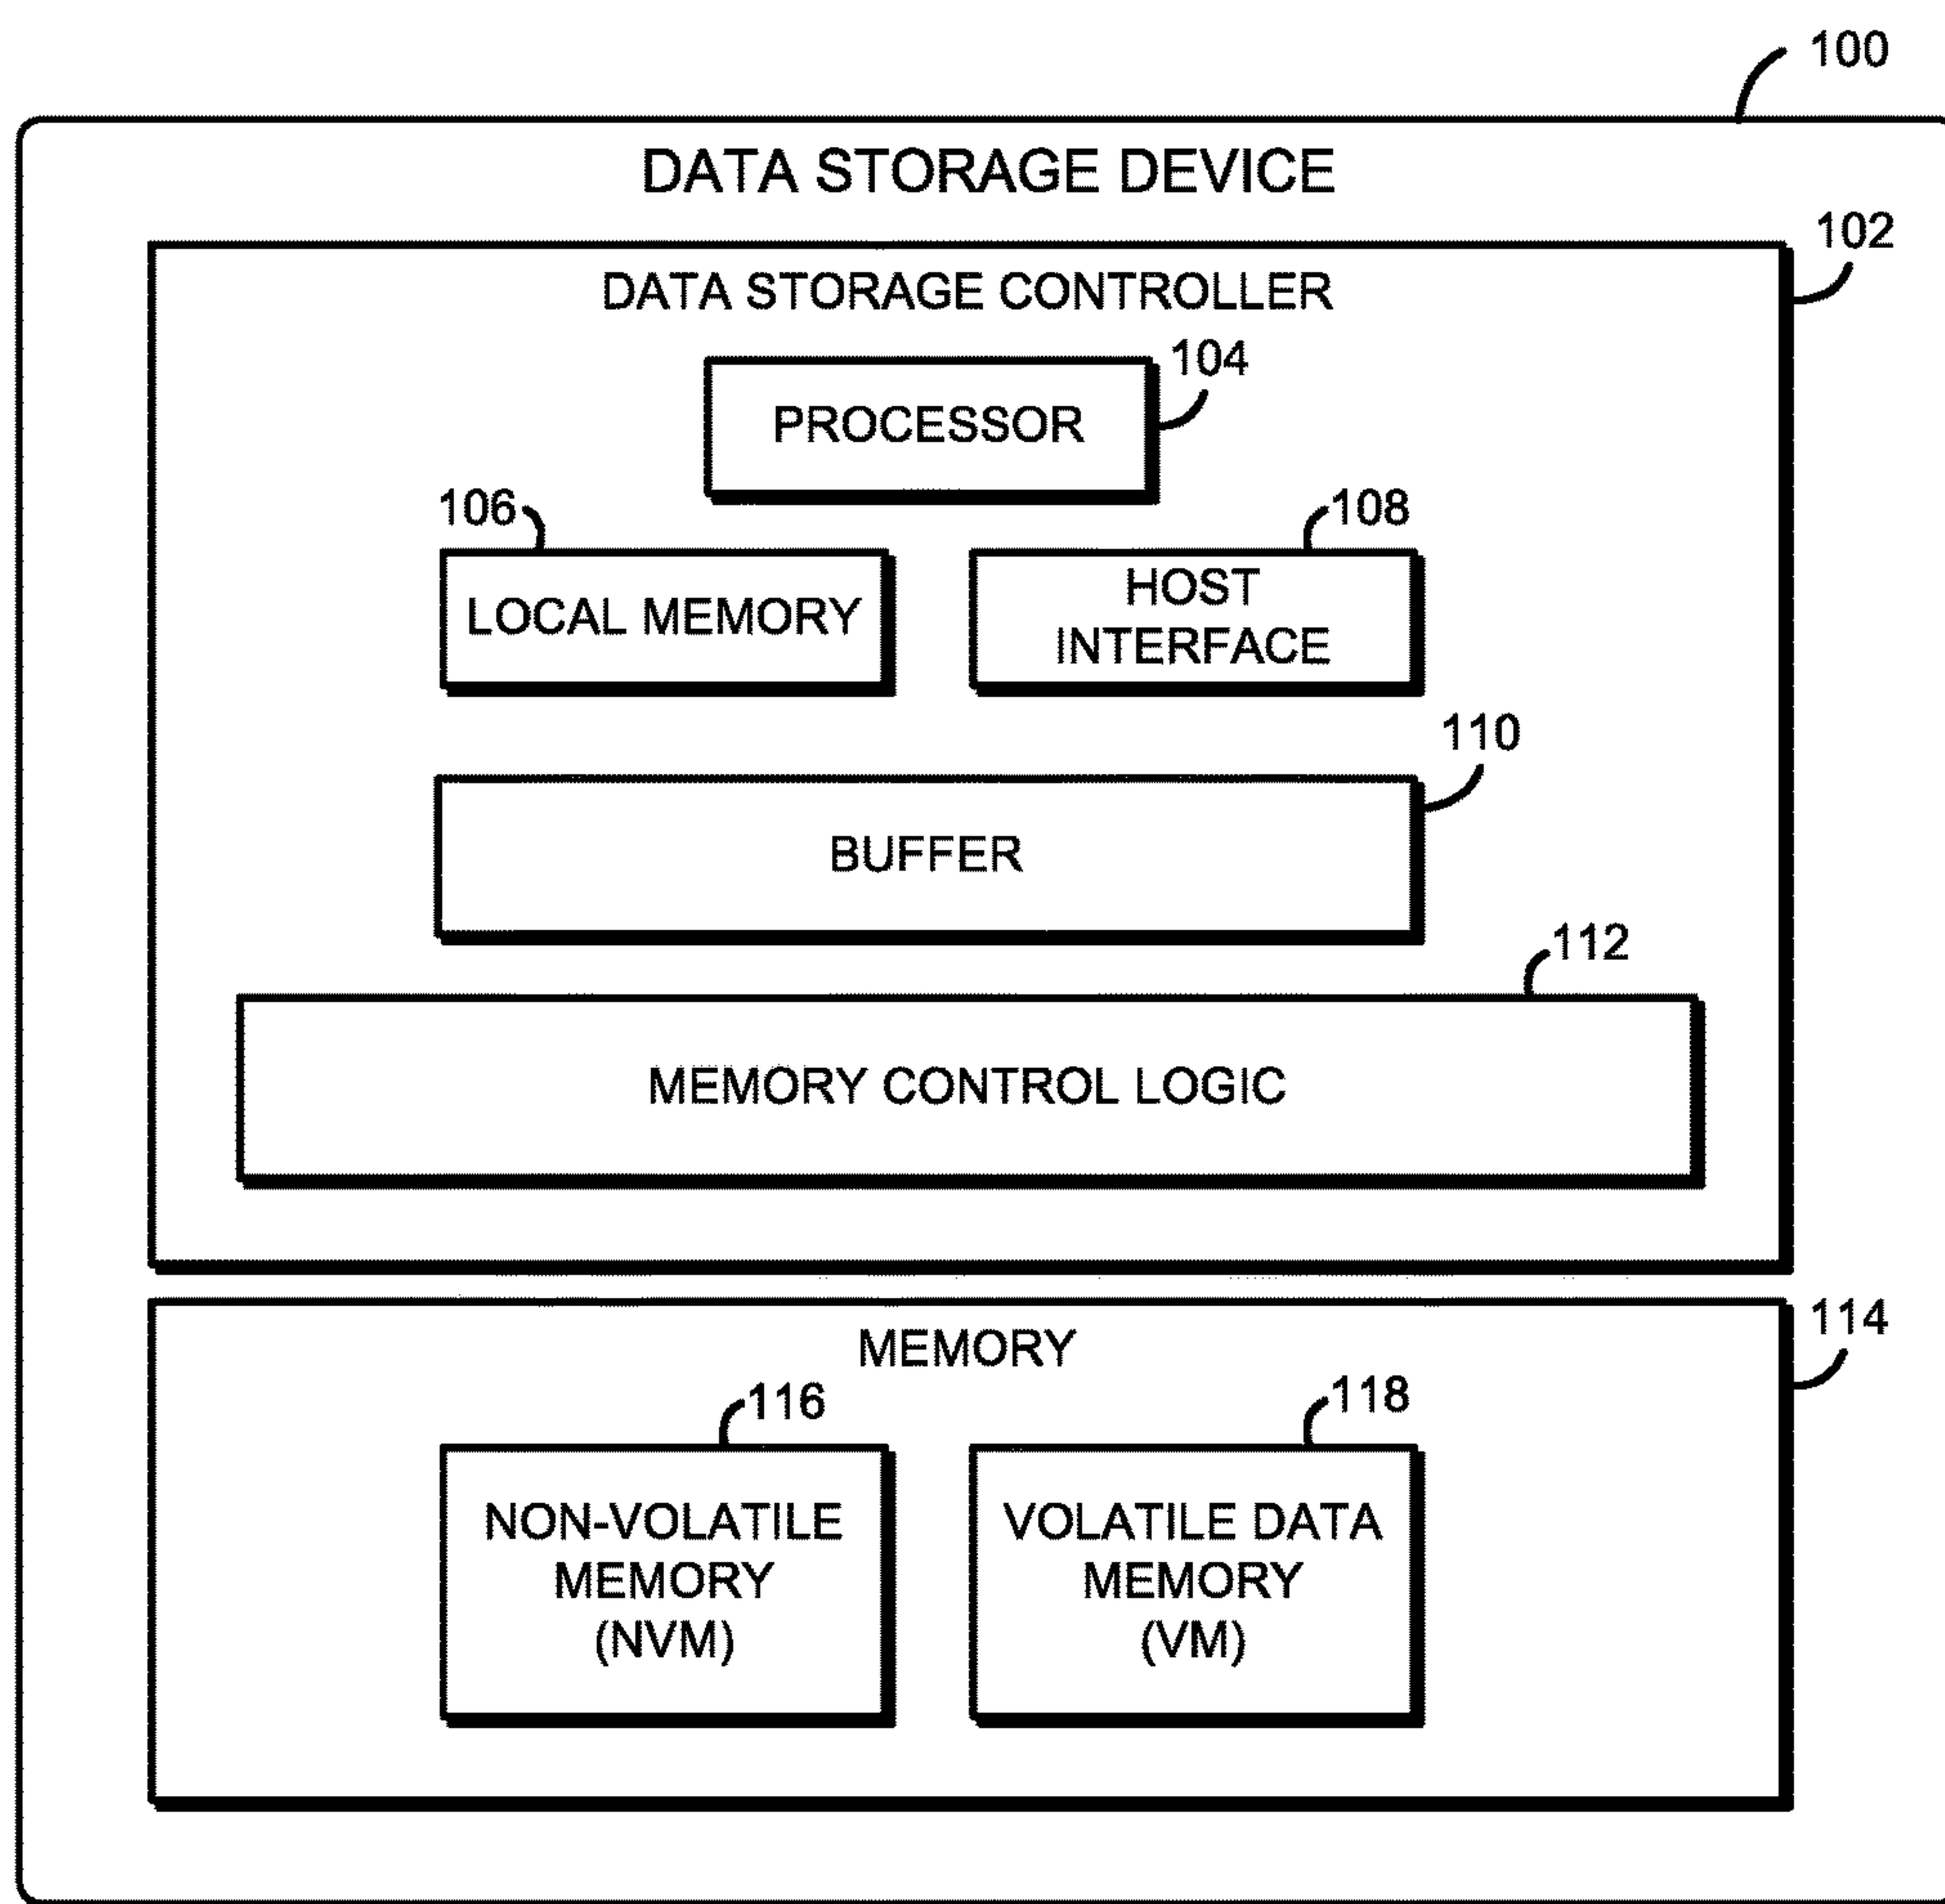 100
DATA STORAGE DEVICE
102
DATA STORAGE CONTROLLER
104
PROCESSOR
106
108
LOCAL MEMORY
HOST
INTERFACE
110
BUFFER
112
MEMORY CONTROL LOGIC
114
MEMORY
116
118
NON-VOLATILE
MEMORY
(NVM)
VOLATILE DATA
MEMORY
(VM)